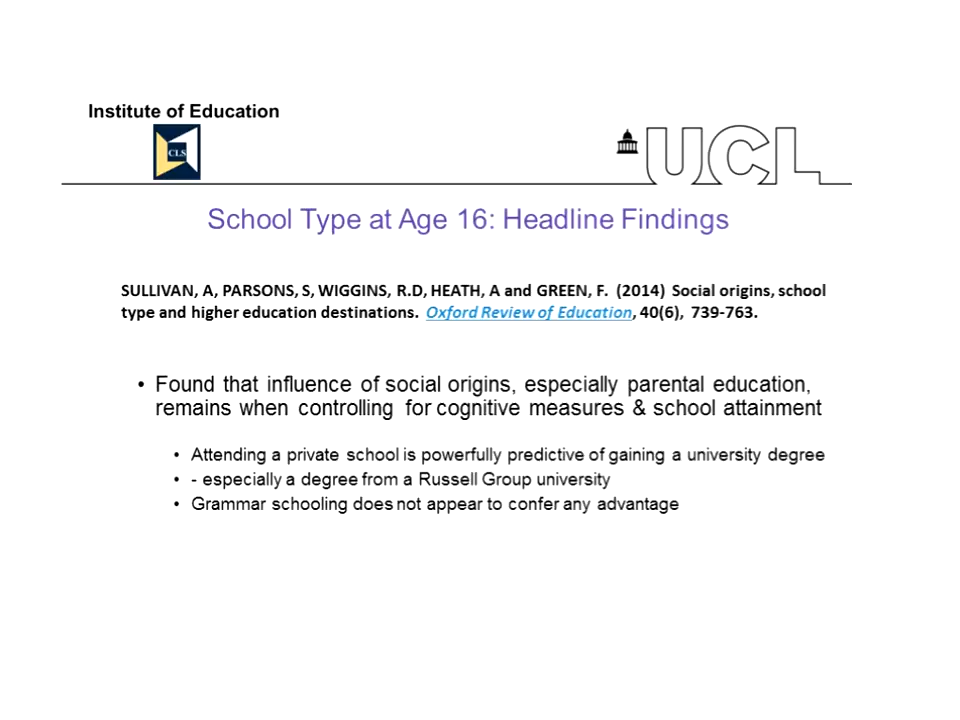 Institute of Education
CLS
UCL
School Type at Age 16: Headline Findings
SULLIVAN, A, PARSONS, S, WIGGINS, R.D, HEATH, A and GREEN, F. (2014) Social origins, school
type and higher education destinations. Oxford Review of Education, 40(6), 739-763.
• Found that influence of social origins, especially parental education,
remains when controlling for cognitive measures & school attainment
• Attending a private school is powerfully predictive of gaining a university degree
• - especially a degree from a Russell Group university
• Grammar schooling does not appear to confer any advantage